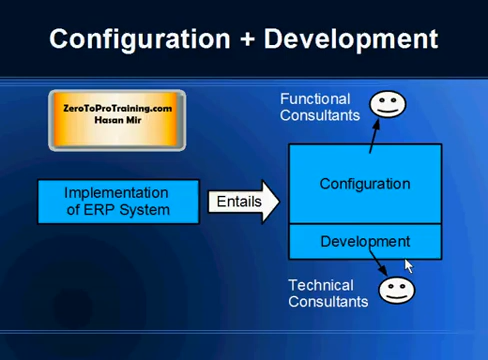 Configuration + Development
ZeroToProTraining.com
Hasan Mir
Functional
Consultants
Implementation
of ERP System
Entails
Configuration
Development
Technical
Consultants